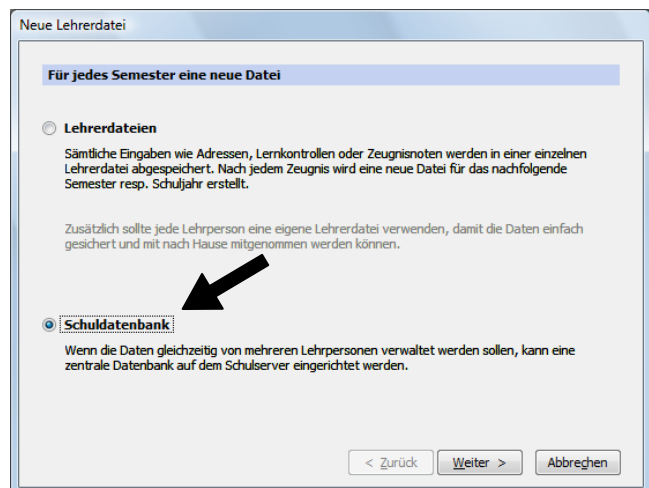 Neue Lehrerdatei
Für jedes Semester eine neue Datei
Lehrerdateien
Sämtliche Eingaben wie Adressen, Lernkontrollen oder Zeugnisnoten werden in einer einzelnen
Lehrerdatei abgespeichert. Nach jedem Zeugnis wird eine neue Datei für das nachfolgende
Semester resp. Schuljahr erstellt.
Zusätzlich sollte jede Lehrperson eine eigene Lehrerdatei verwenden, damit die Daten einfach
gesichert und mit nach Hause mitgenommen werden können.
Schuldatenbank
Wenn die Daten gleichzeitig von mehreren Lehrpersonen verwaltet werden sollen, kann eine
zentrale Datenbank auf dem Schulserver eingerichtet werden.
< Zurück Weiter > Abbrechen